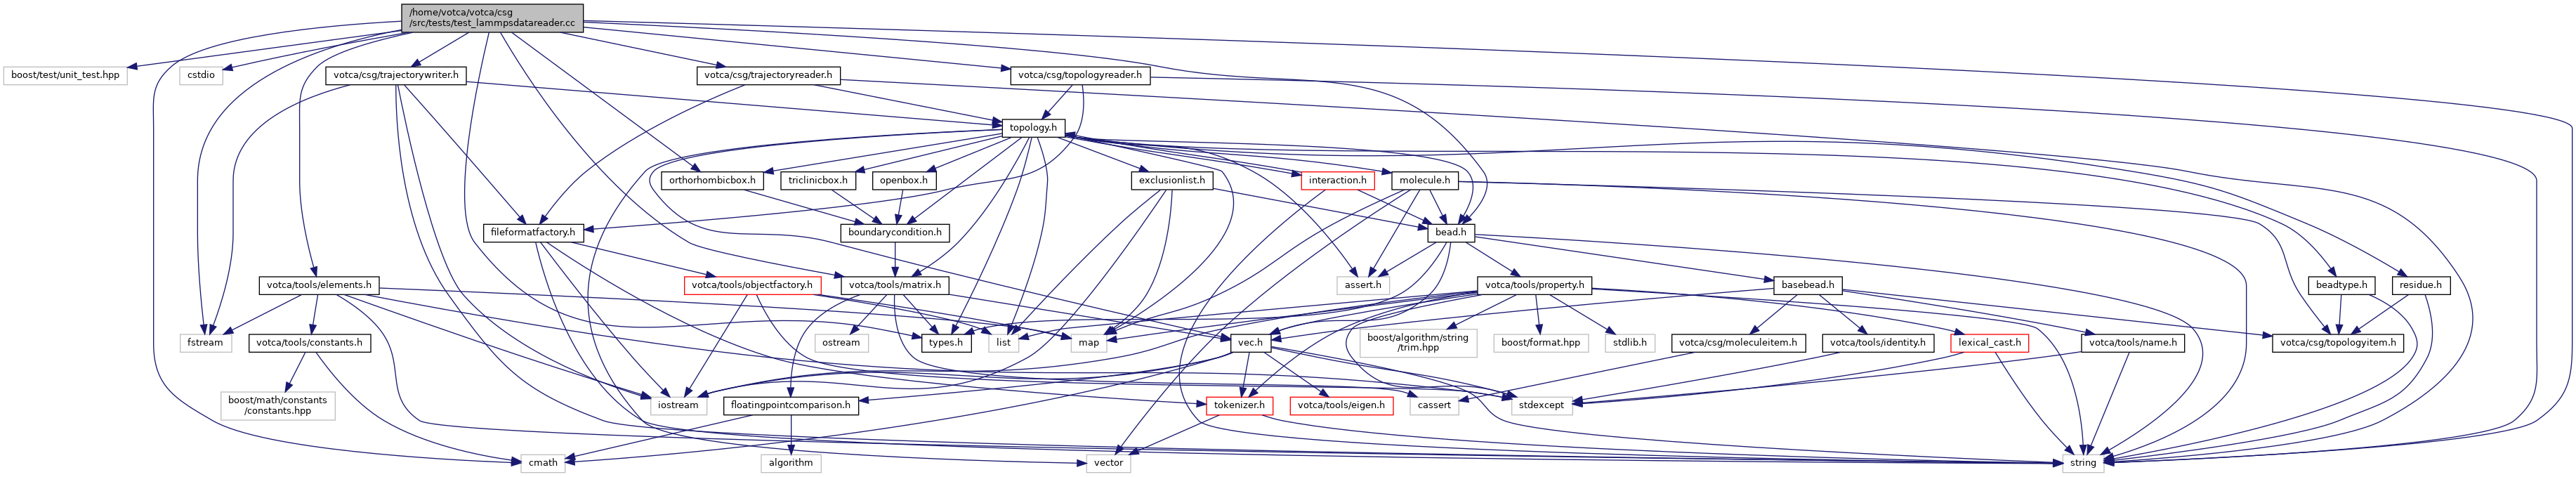 /home/votca/votca/csg
/src/tests/test_lammpsdatareader.cc
boost/test/unit_test.hpp
cstdio
votca/csg/trajectorywriter.h
votca/csg/trajectoryreader.h
votca/csg/topologyreader.h
topology.h
orthorhombicbox.h
triclinicbox.h
openbox.h
exclusionlist.h
interaction.h
molecule.h
fileformatfactory.h
boundarycondition.h
bead.h
votca/tools/elements.h
votca/tools/objectfactory.h
votca/tools/matrix.h
assert.h
votca/tools/property.h
basebead.h
beadtype.h
residue.h
fstream
votca/tools/constants.h
ostream
types.h
list
map
vec.h
boost/algorithm/string
/trim.hpp
boost/format.hpp
stdlib.h
votca/csg/moleculeitem.h
votca/tools/identity.h
lexical_cast.h
votca/tools/name.h
votca/csg/topologyitem.h
boost/math/constants
/constants.hpp
iostream
floatingpointcomparison.h
tokenizer.h
votca/tools/eigen.h
cassert
stdexcept
cmath
algorithm
vector
string